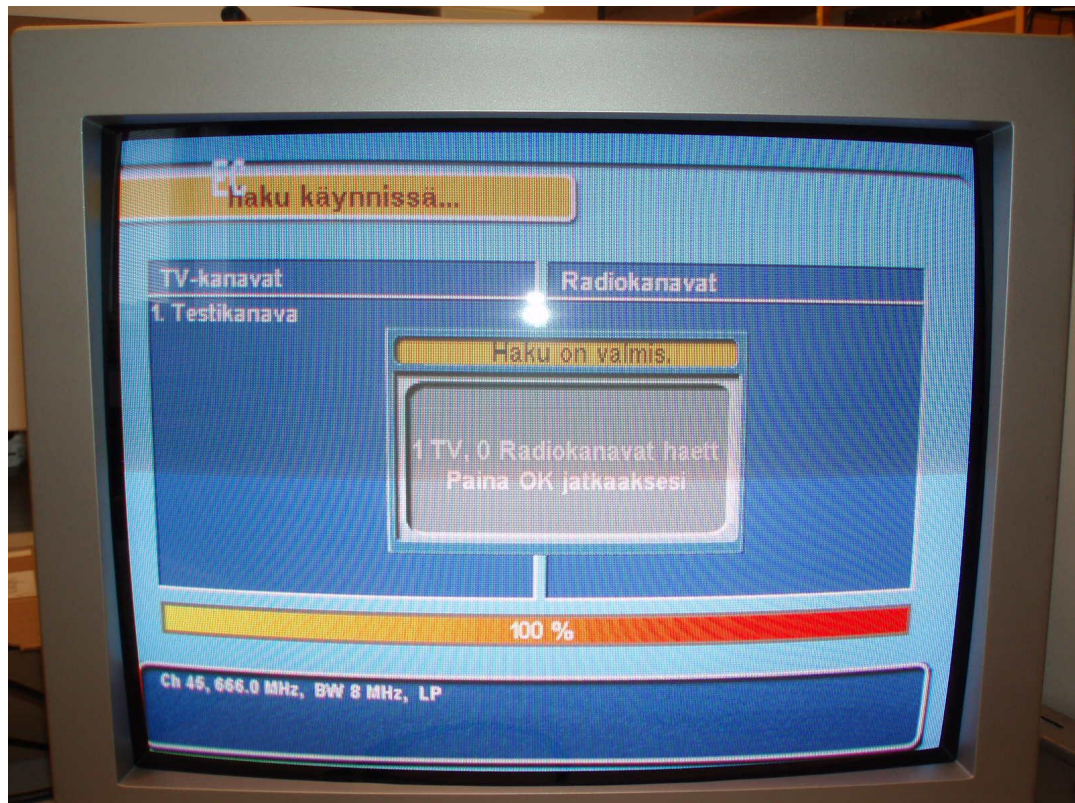 EC
Haku käynnissä...
TV-kanavat
Radiokanavat
1. Testikanava
Haku on valmis.
1 TV, 0 Radiokanavat haett
Paina OK jatkaaksesi
100 %
Ch 45, 666.0 MHz, BW 8 MHz, LP